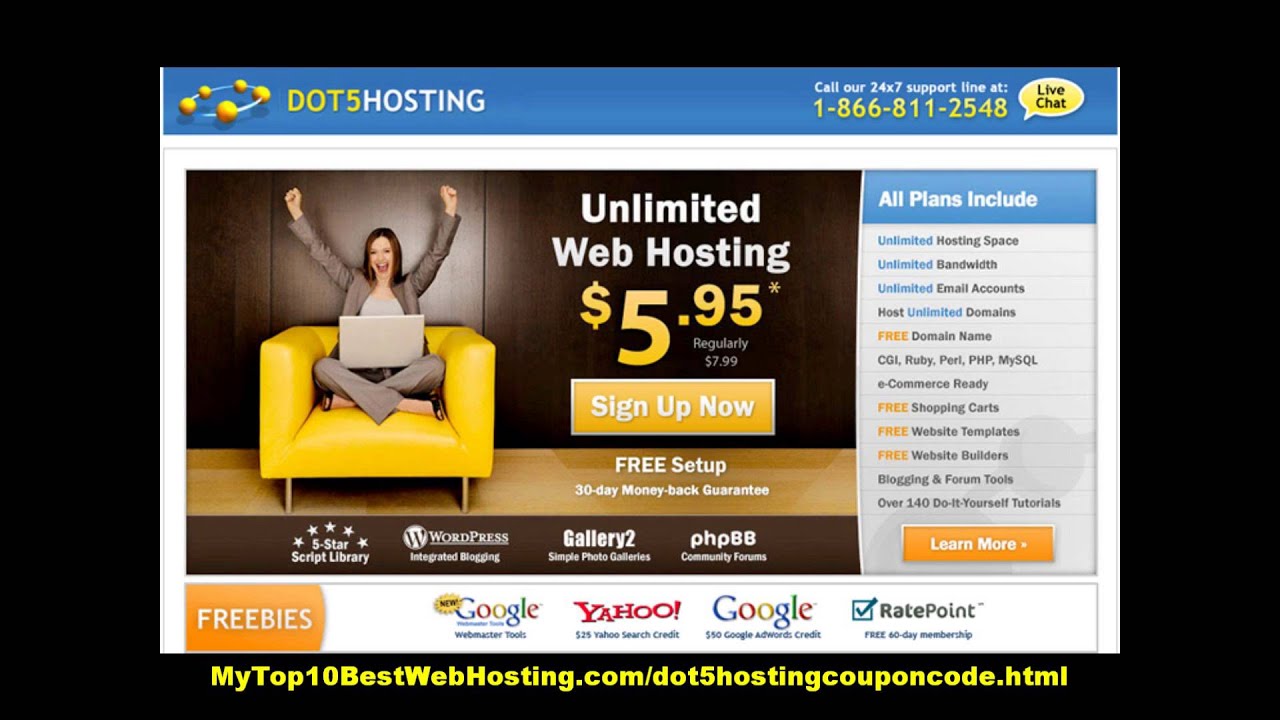 DOT5HOSTING
Call our 24x7 support line at:
1-866-811-2548
Live
Chat
Unlimited
Web Hosting
$5.95*
Regularly
$7.99
Sign Up Now
FREE Setup
30-day Money-back Guarantee
5-Star
Script Library
WORDPRESS
Integrated Blogging
Gallery2
Simple Photo Galleries
phpBB
Community Forums
All Plans Include
Unlimited Hosting Space
Unlimited Bandwidth
Unlimited Email Accounts
Host Unlimited Domains
FREE Domain Name
CGI, Ruby, Perl, PHP, MySQL
e-Commerce Ready
FREE Shopping Carts
FREE Website Templates
FREE Website Builders
Blogging & Forum Tools
Over 140 Do-It-Yourself Tutorials
Learn More »
FREEBIES
NEW!
Google™
Webmaster Tools
Webmaster Tools
YAHOO!
$25 Yahoo Search Credit
Google™
$50 Google AdWords Credit
RatePoint™
FREE 60-day membership
MyTop10BestWebHosting.com/dot5hostingcouponcode.html